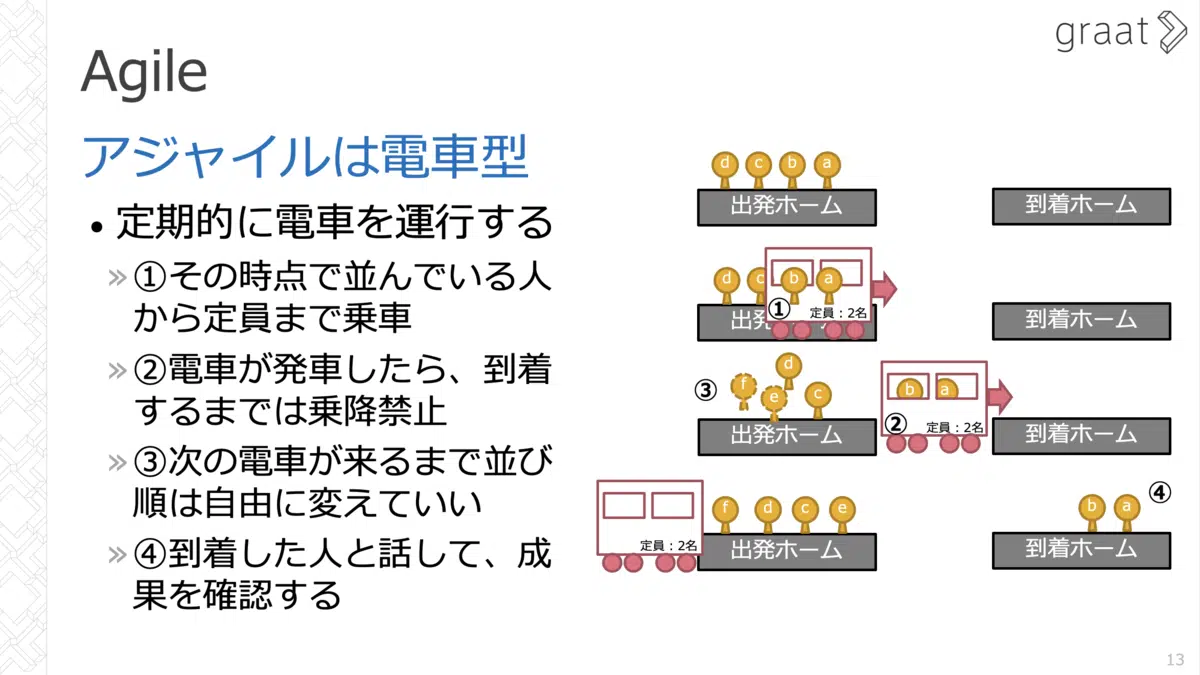 graat
Agile
アジャイルは電車型
• 定期的に電車を運行する
» ①その時点で並んでいる人
から定員まで乗車
» ②電車が発車したら、到着
するまでは乗降禁止
» ③次の電車が来るまで並び
順は自由に変えていい
» ④到着した人と話して、成
果を確認する
d c b a
出発ホーム 到着ホーム
d c b a
① 定員：2名
出発 到着ホーム
③ f e d c
b a
② 定員：2名
出発ホーム 到着ホーム
f d c e
b a ④
定員：2名
出発ホーム 到着ホーム
13